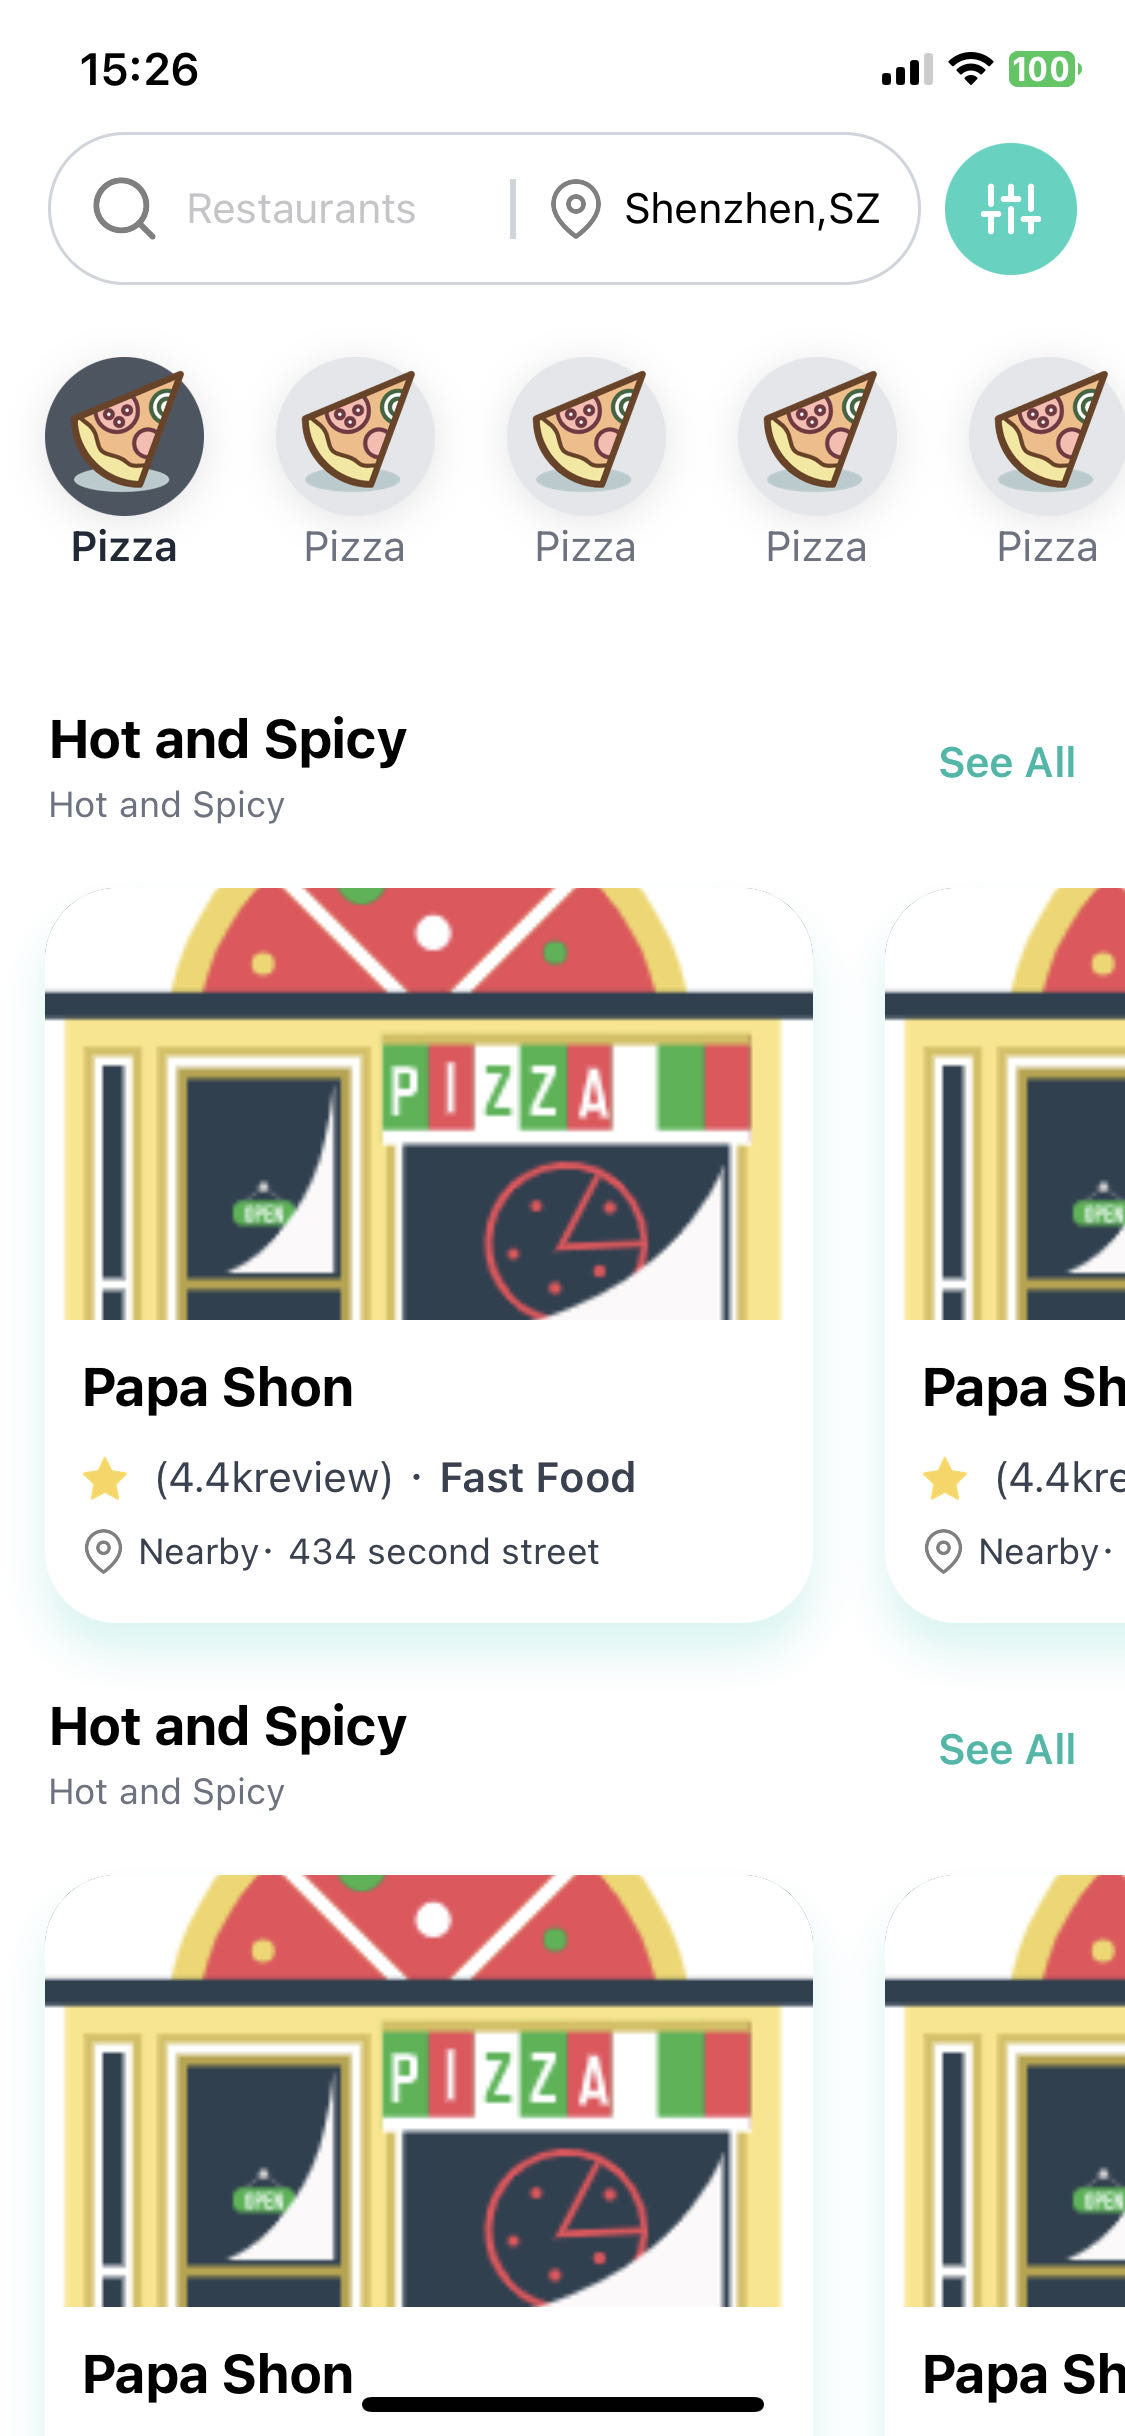 15:26
100
Restaurants
Shenzhen,SZ
Pizza
Pizza
Pizza
Pizza
Pizza
Hot and Spicy
See All
Hot and Spicy
PIZZA
OPEN
OPEN
Papa Shon
Papa Sh
(4.4kreview) · Fast Food
(4.4kre
Nearby· 434 second street
Nearby·
Hot and Spicy
See All
Hot and Spicy
PIZZA
OPEN
OPEN
Papa Shon
Papa Sh